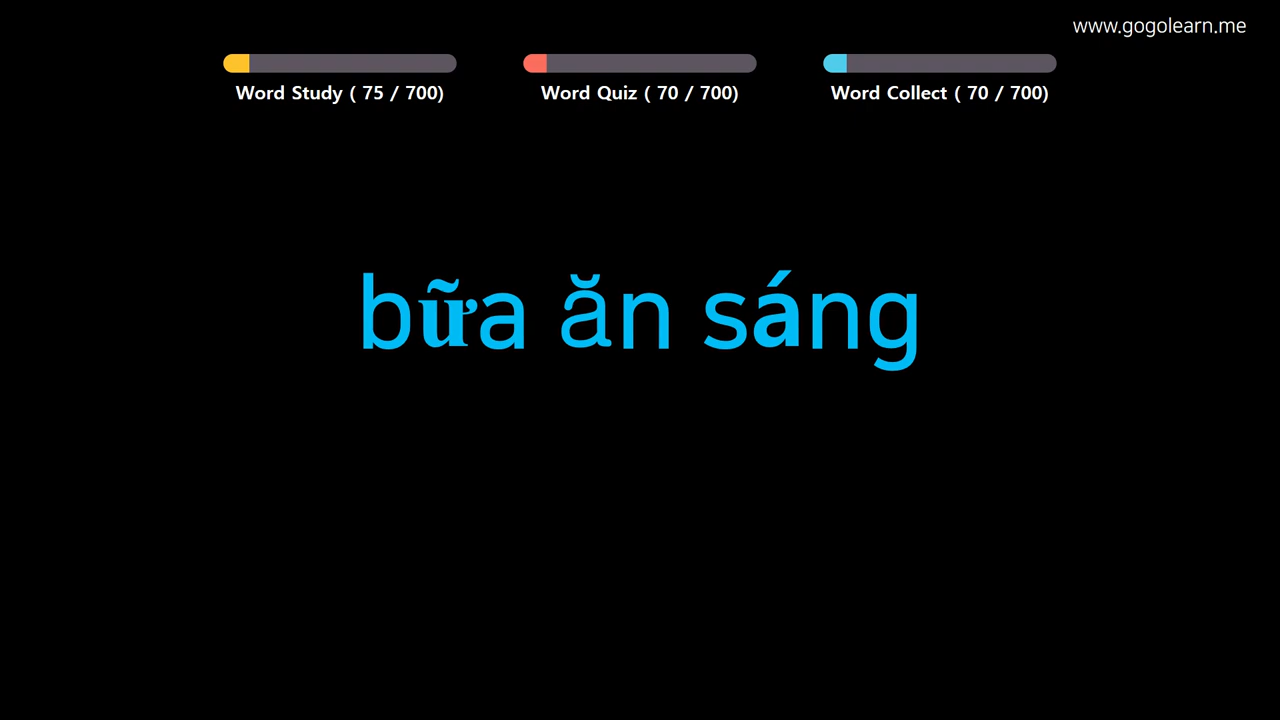 www.gogolearn.me
Word Study ( 75 / 700)
Word Quiz ( 70 / 700)
Word Collect ( 70 / 700)
bữa ăn sáng